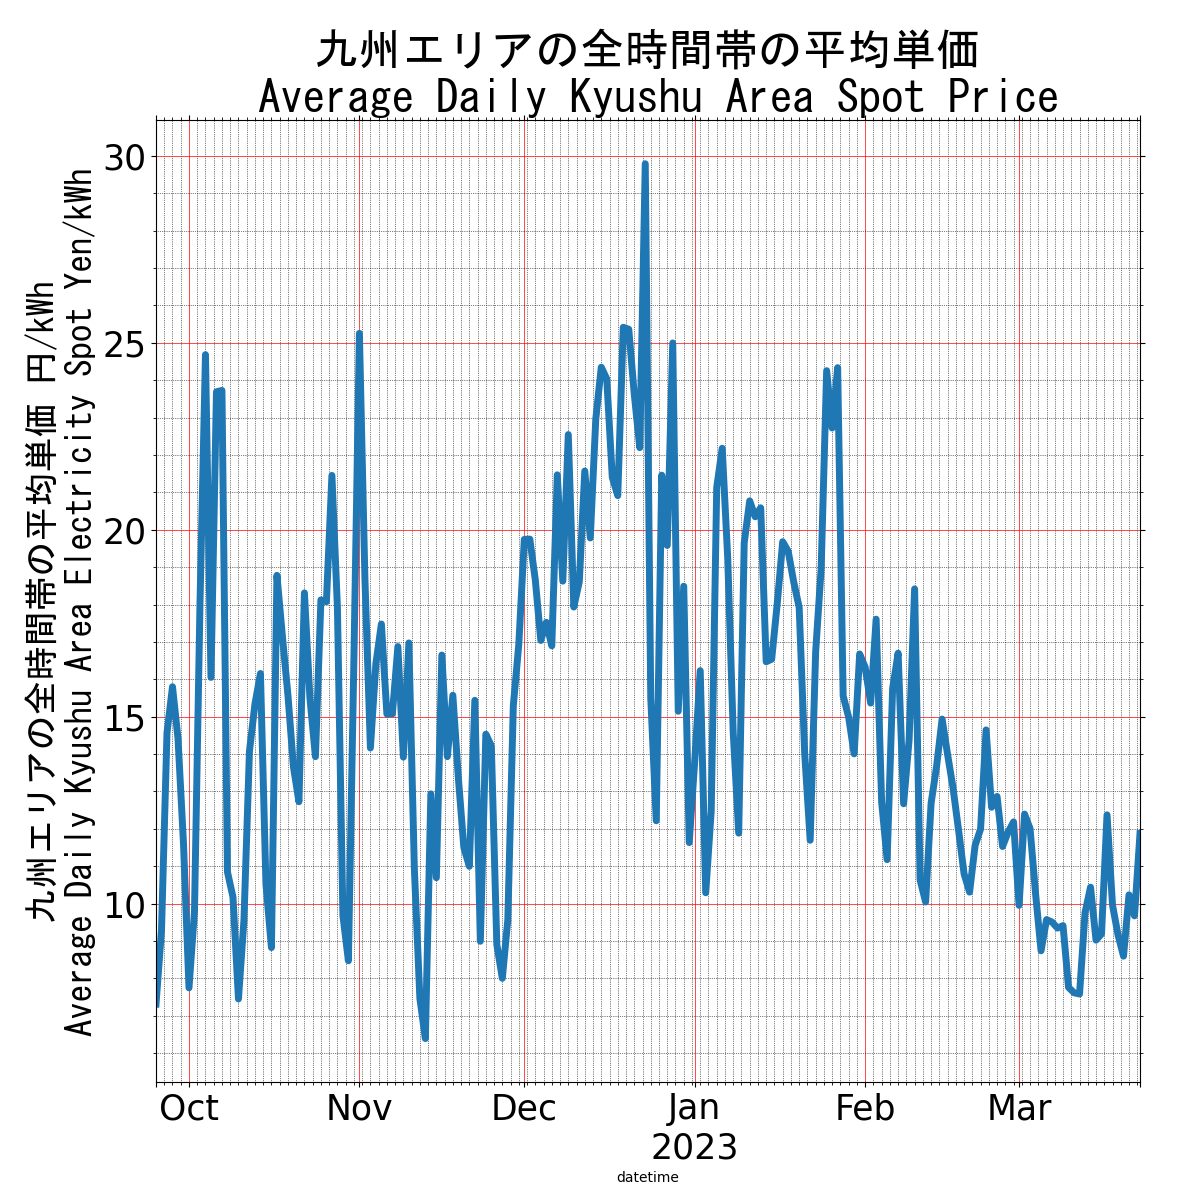 九州エリアの全時間帯の平均単価
Average Daily Kyushu Area Spot Price
九州エリアの全時間帯の平均単価 円/kWh
Average Daily Kyushu Area Electricity Spot Yen/kWh
30
25
20
15
10
Oct Nov Dec Jan Feb Mar
2023
datetime